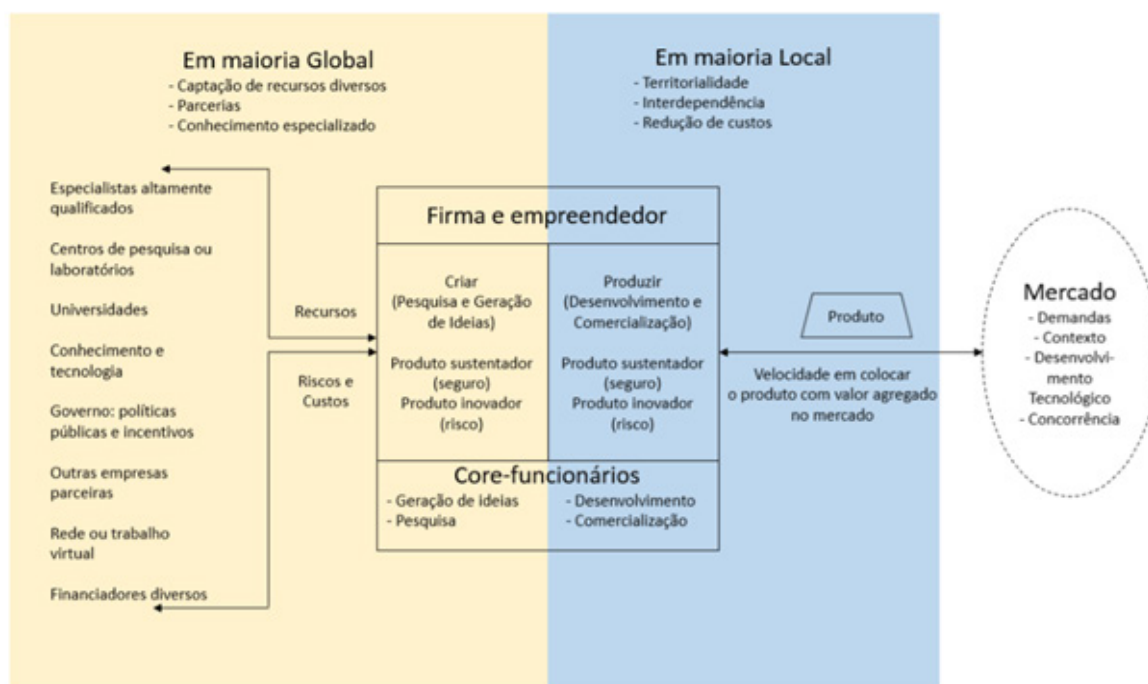 Em maioria Global
- Captação de recursos diversos
- Parcerias
- Conhecimento especializado
Em maioria Local
- Territorialidade
- Interdependência
- Redução de custos
Especialistas altamente
qualificados
Centros de pesquisa ou
laboratórios
Universidades
Conhecimento e
tecnologia
Governo: políticas
públicas e incentivos
Outras empresas
parceiras
Rede ou trabalho
virtual
Financiadores diversos
Recursos
Riscos e
Custos
Firma e empreendedor
Criar
(Pesquisa e Geração
de Ideias)
Produto sustentador
(seguro)
Produto inovador
(risco)
Produzir
(Desenvolvimento e
Comercialização)
Produto sustentador
(seguro)
Produto inovador
(risco)
Core-funcionários
- Geração de ideias
- Pesquisa
- Desenvolvimento
- Comercialização
Produto
Velocidade em colocar
o produto com valor agregado
no mercado
Mercado
- Demandas
- Contexto
- Desenvolvi-
mento
Tecnológico
- Concorrência